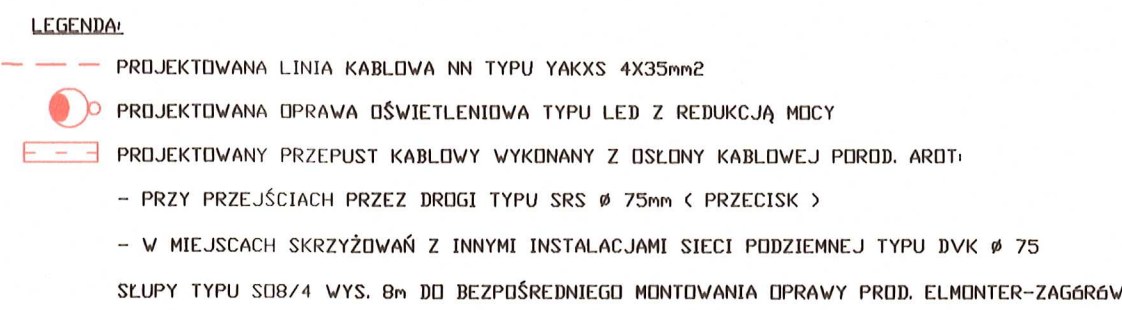 LEGENDA:
PROJEKTOWANA LINIA KABLOWA NN TYPU YAKXS 4X35mm2
PROJEKTOWANA OPRAWA OŚWIETLENIOWA TYPU LED Z REDUKCJĄ MOCY
PROJEKTOWANY PRZEPUST KABLOWY WYKONANY Z OSŁONY KABLOWEJ POROD. AROT:
- PRZY PRZEJŚCIACH PRZEZ DROGI TYPU SRS Ø 75mm ( PRZECISK )
- W MIEJSCACH SKRZYŻOWAŃ Z INNYMI INSTALACJAMI SIECI PODZIEMNEJ TYPU DVK Ø 75
SŁUPY TYPU SO8/4 WYS. 8m DO BEZPOŚREDNIEGO MONTOWANIA OPRAWY PROD. ELMONTER-ZAGÓRÓW